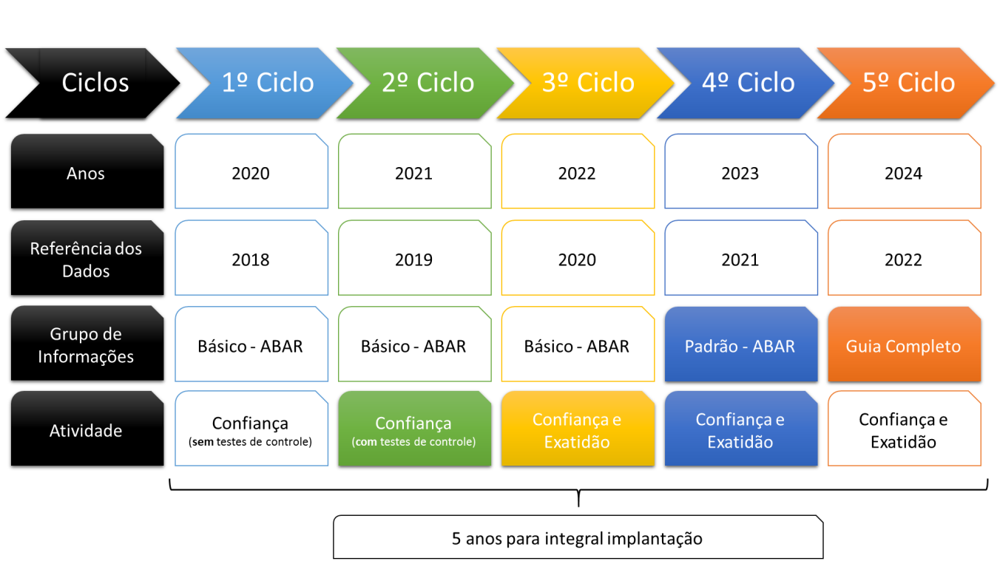 Ciclos
1º Ciclo
2º Ciclo
3º Ciclo
4º Ciclo
5º Ciclo
Anos
2020
2021
2022
2023
2024
Referência dos
Dados
2018
2019
2020
2021
2022
Grupo de
Informações
Básico - ABAR
Básico - ABAR
Básico - ABAR
Padrão - ABAR
Guia Completo
Atividade
Confiança
(sem testes de controle)
Confiança
(com testes de controle)
Confiança e
Exatidão
Confiança e
Exatidão
Confiança e
Exatidão
5 anos para integral implantação